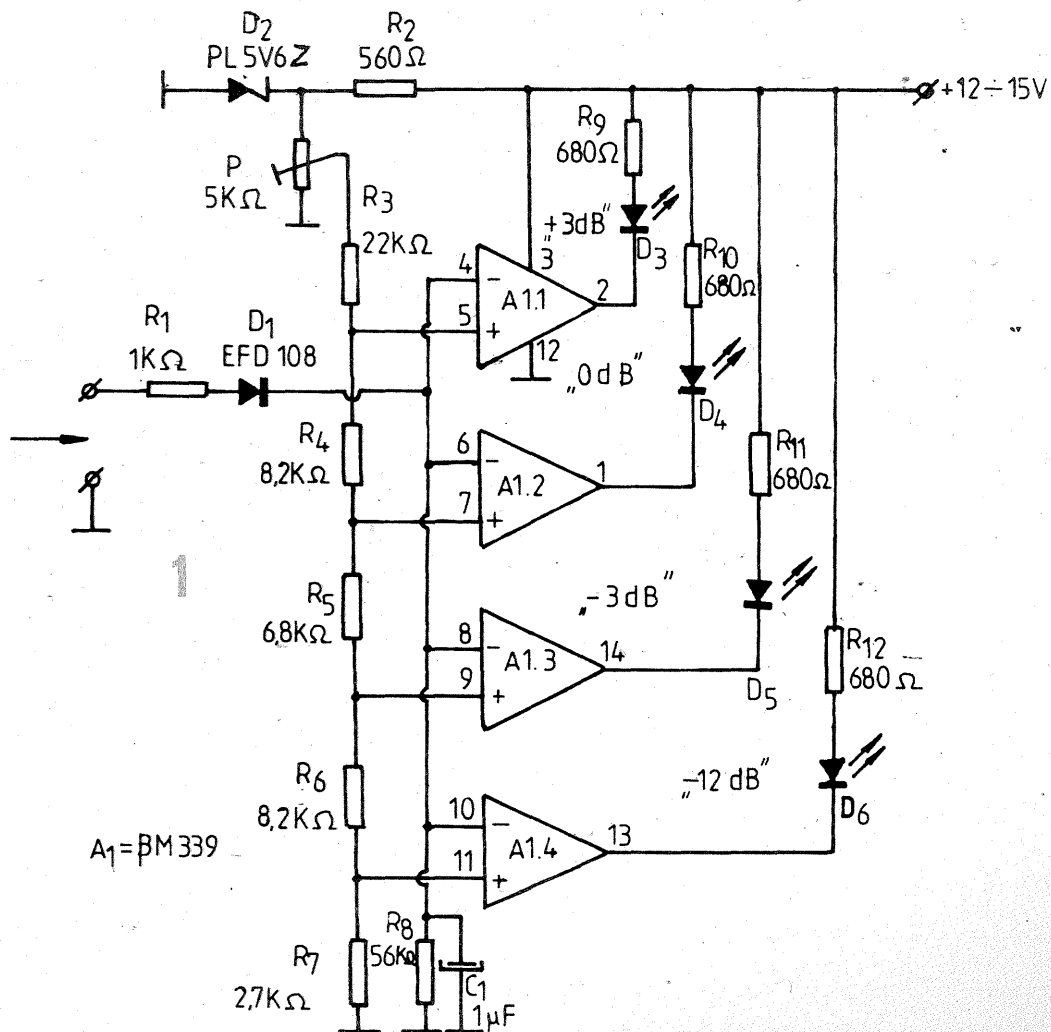 D2
PL 5V6 Z
R2
560Ω
+12÷15V
R9
680Ω
P
5KΩ
R3
22KΩ
„+3dB"
D3
R10
680Ω
4
-
3
A1.1
2
5
+
12
R1
1KΩ
D1
EFD 108
„0dB"
D4
R4
8,2KΩ
6
-
A1.2
1
7
+
R11
680Ω
1
R5
6,8KΩ
„-3dB"
8
-
A1.3
14
9
+
D5
R12
680Ω
R6
8,2KΩ
„-12dB"
D6
10
-
A1.4
13
11
+
A1=βM339
R7
2,7KΩ
R8
56KΩ
C1
1μF